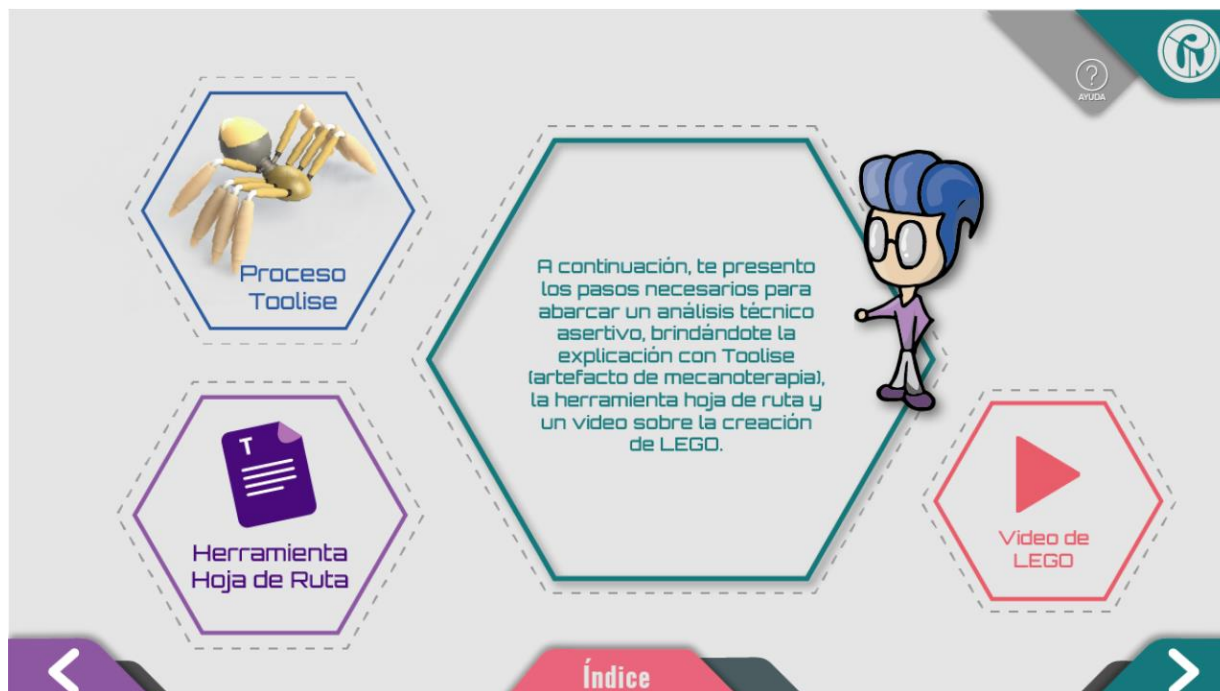 AYUDA
Proceso
Toolise
A continuación, te presento
los pasos necesarios para
abarcar un análisis técnico
asertivo, brindándote la
explicación con Toolise
(artefacto de mecanoterapia),
la herramienta hoja de ruta y
un video sobre la creación
de LEGO.
T
Herramienta
Hoja de Ruta
Video de
LEGO
Índice